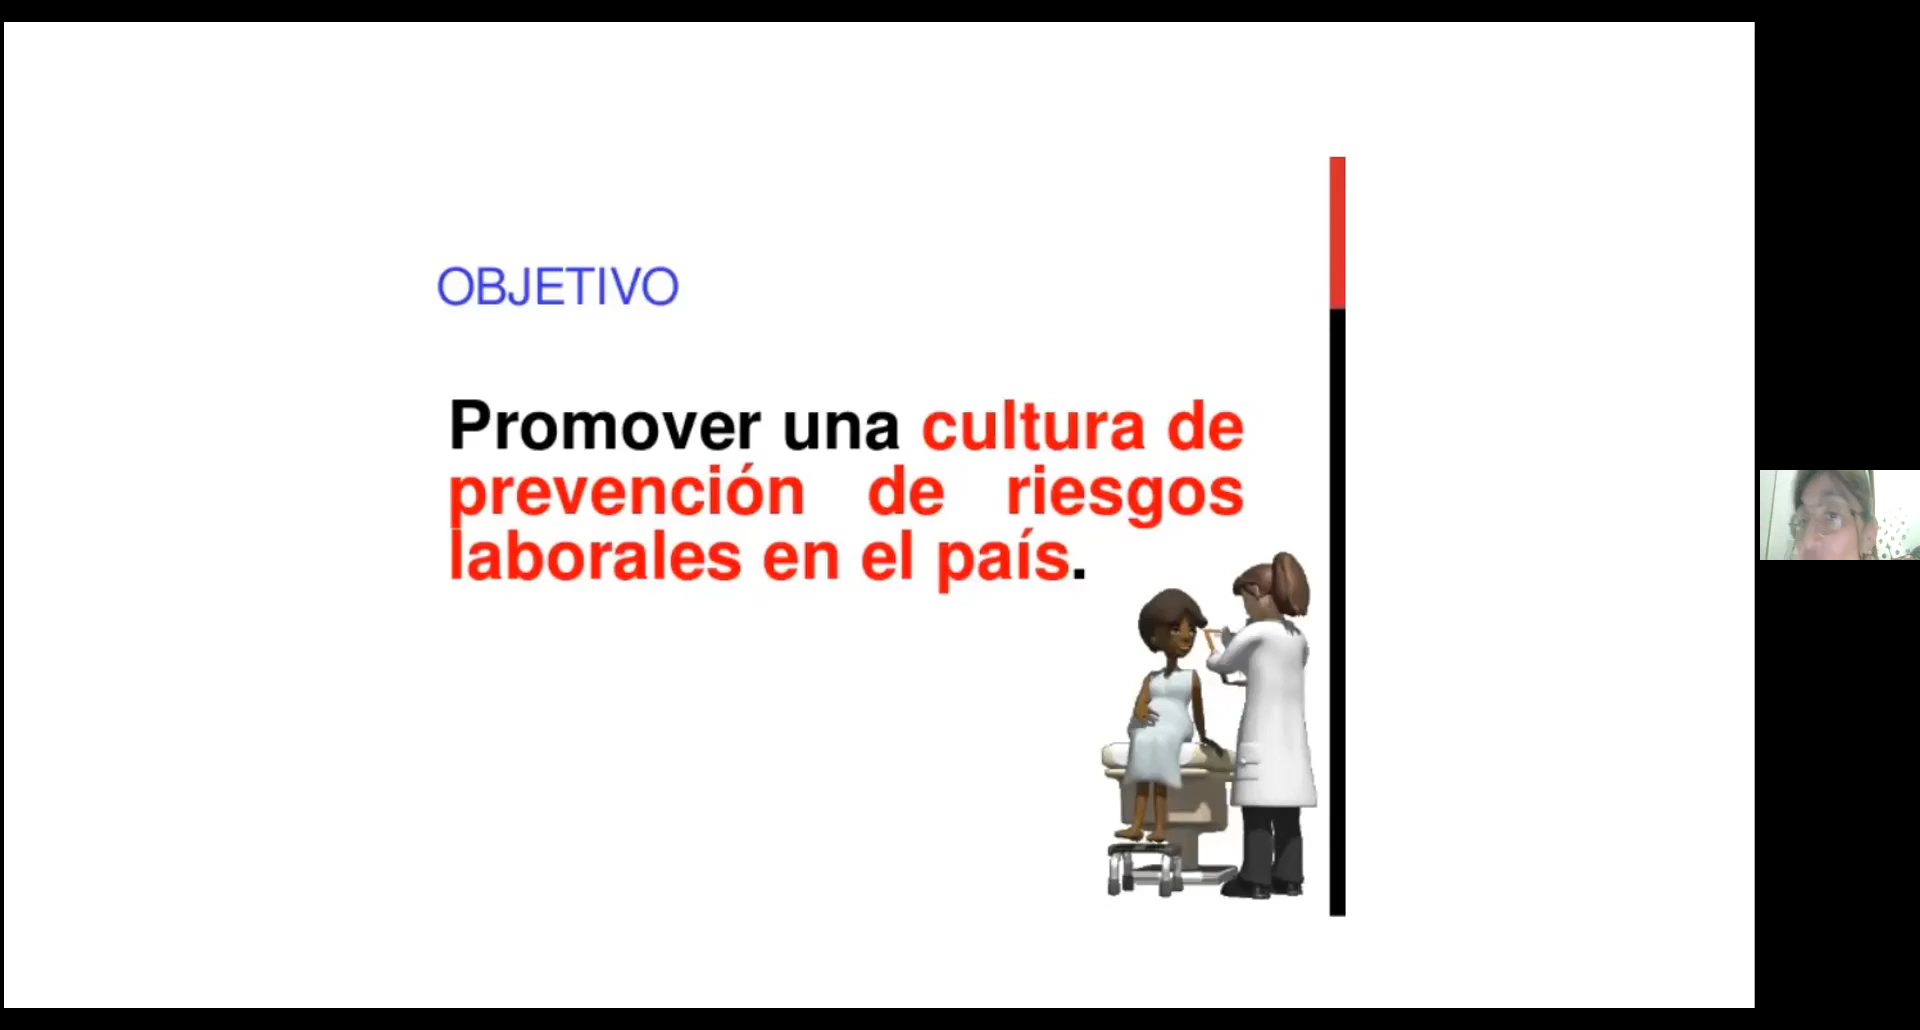 OBJETIVO
Promover una cultura de
prevención de riesgos
laborales en el país.